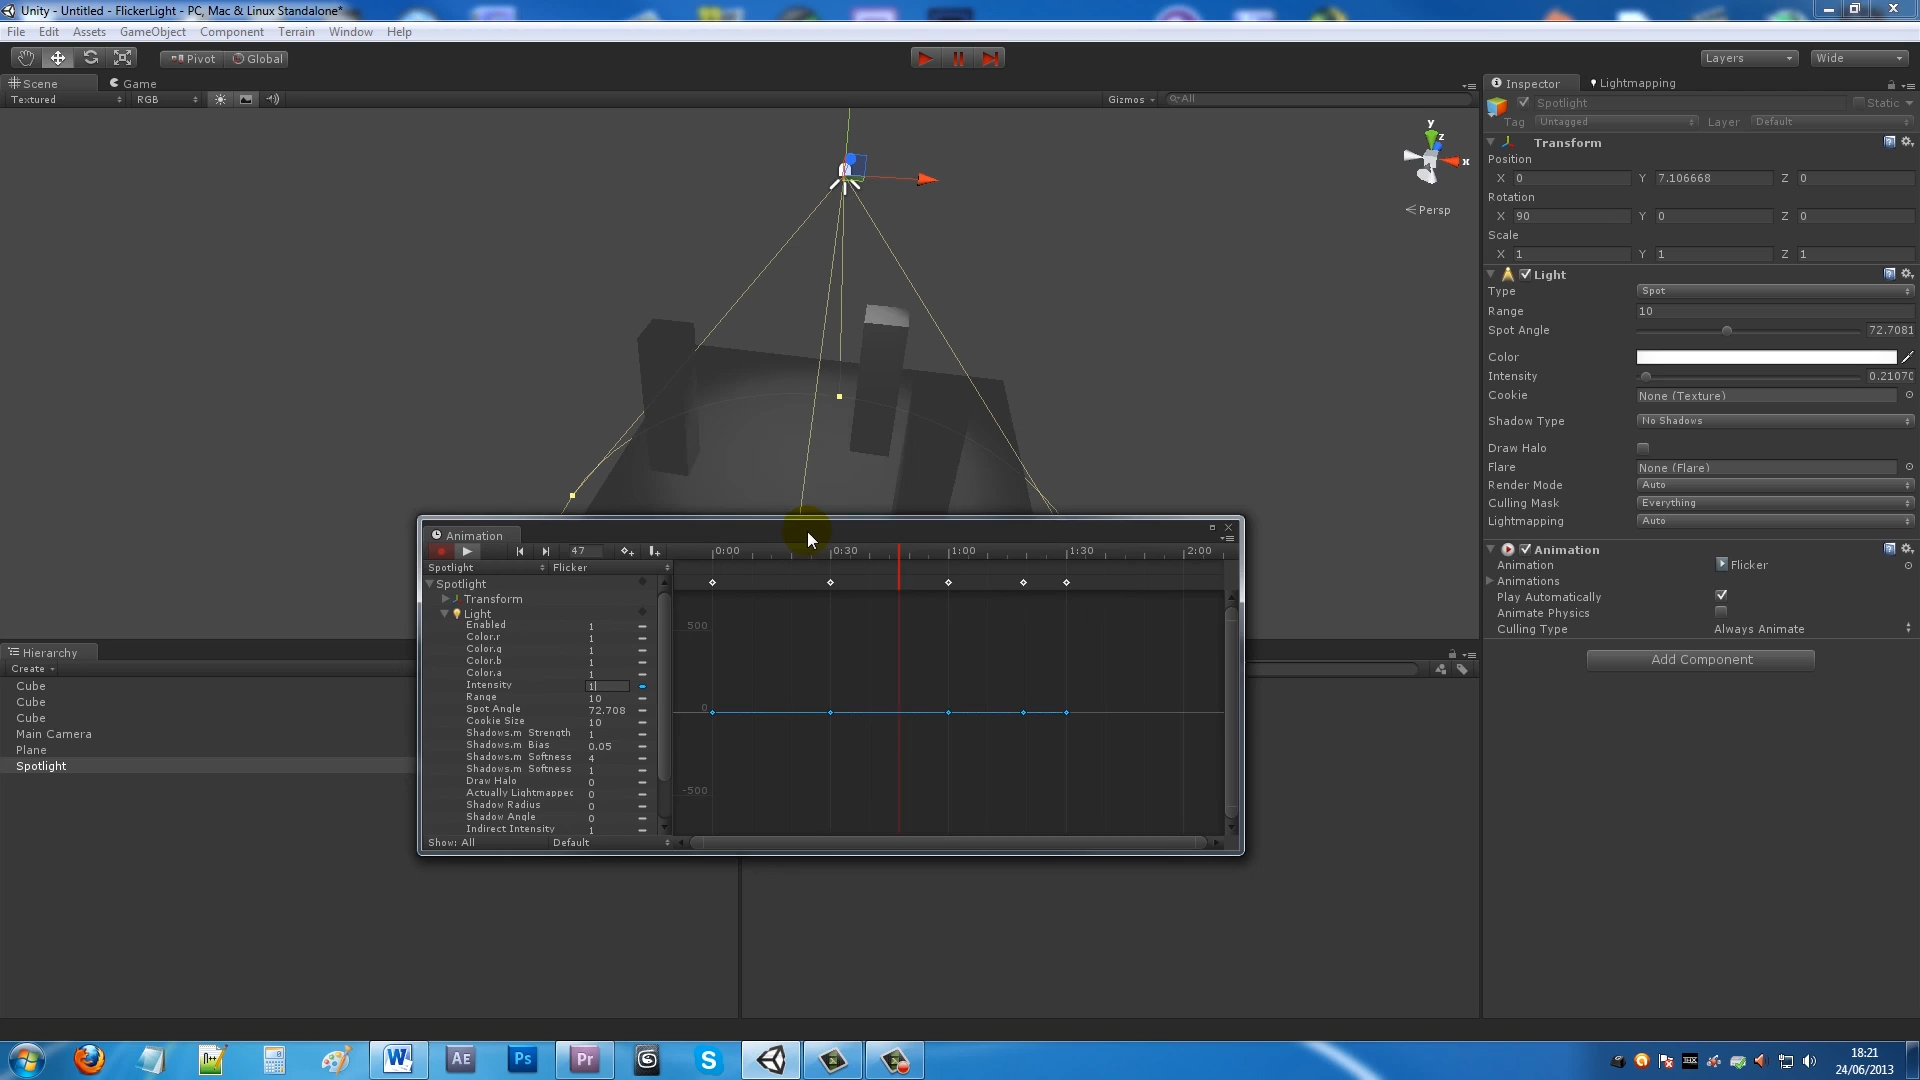 Unity - Untitled - FlickerLight - PC, Mac & Linux Standalone*
File Edit Assets GameObject Component Terrain Window Help
Pivot Global Layers Wide
Scene Game Inspector Lightmapping
Textured RGB Gizmos All
Spotlight Static
Tag Untagged Layer Default
Transform
Position
X 0 Y 7.106668 Z 0
Rotation
X 90 Y 0 Z 0
Scale
X 1 Y 1 Z 1
y
z
x
Persp
Light
Type Spot
Range 10
Spot Angle 72.7081
Color
Intensity 0.2107
Cookie None (Texture)
Shadow Type No Shadows
Draw Halo
Flare None (Flare)
Render Mode Auto
Culling Mask Everything
Lightmapping Auto
Animation
Animation Flicker
Animations
Play Automatically
Animate Physics
Culling Type Always Animate
Add Component
Animation
47 0:00 0:30 1:00 1:30 2:00
Spotlight Flicker
Spotlight
Transform
Light
Enabled 1
Color.r 1
Color.g 1
Color.b 1
Color.a 1
Intensity 1
Range 10
Spot Angle 72.708
Cookie Size 10
Shadows.m Strength 1
Shadows.m Bias 0.05
Shadows.m Softness 4
Shadows.m Softness 1
Draw Halo 0
Actually Lightmapped 0
Shadow Radius 0
Shadow Angle 0
Indirect Intensity 1
Show: All Default
500
0
-500
Hierarchy
Create
Cube
Cube
Cube
Main Camera
Plane
Spotlight
W AE Ps Pr S
18:21
24/06/2013